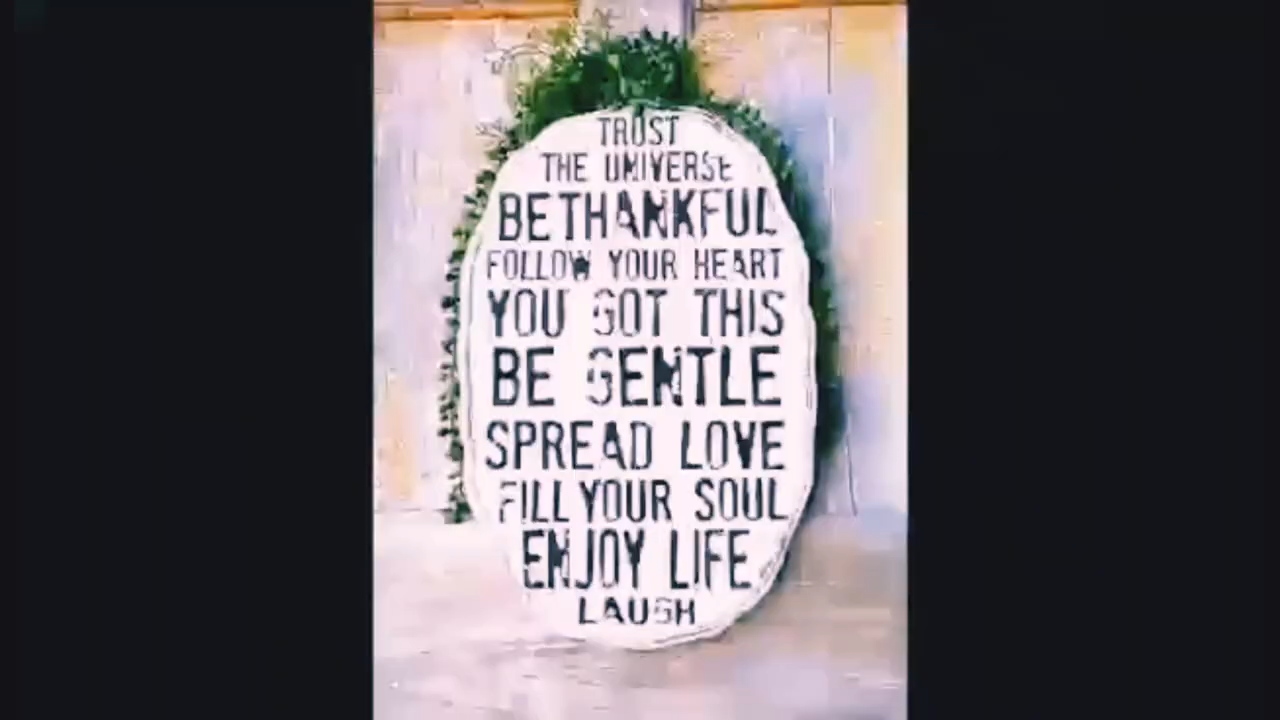 TRUST
THE UNIVERSE
BE THANKFUL
FOLLOW YOUR HEART
YOU GOT THIS
BE GENTLE
SPREAD LOVE
FILL YOUR SOUL
ENJOY LIFE
LAUGH